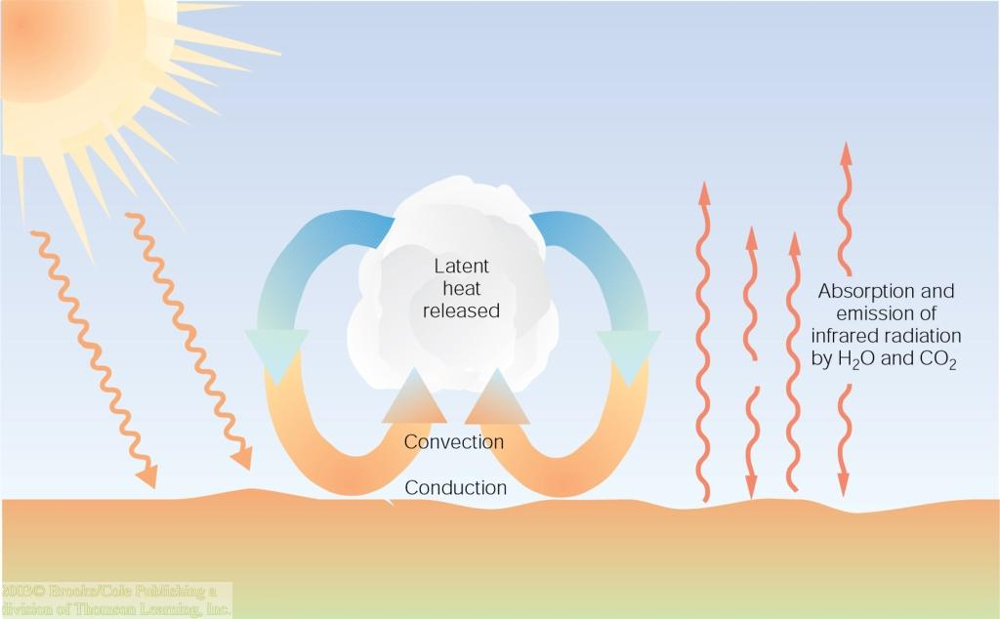 Latent
heat
released
Convection
Conduction
Absorption and
emission of
infrared radiation
by H₂O and CO₂
2003© Brooks/Cole Publishing a
division of Thomson Learning, Inc.